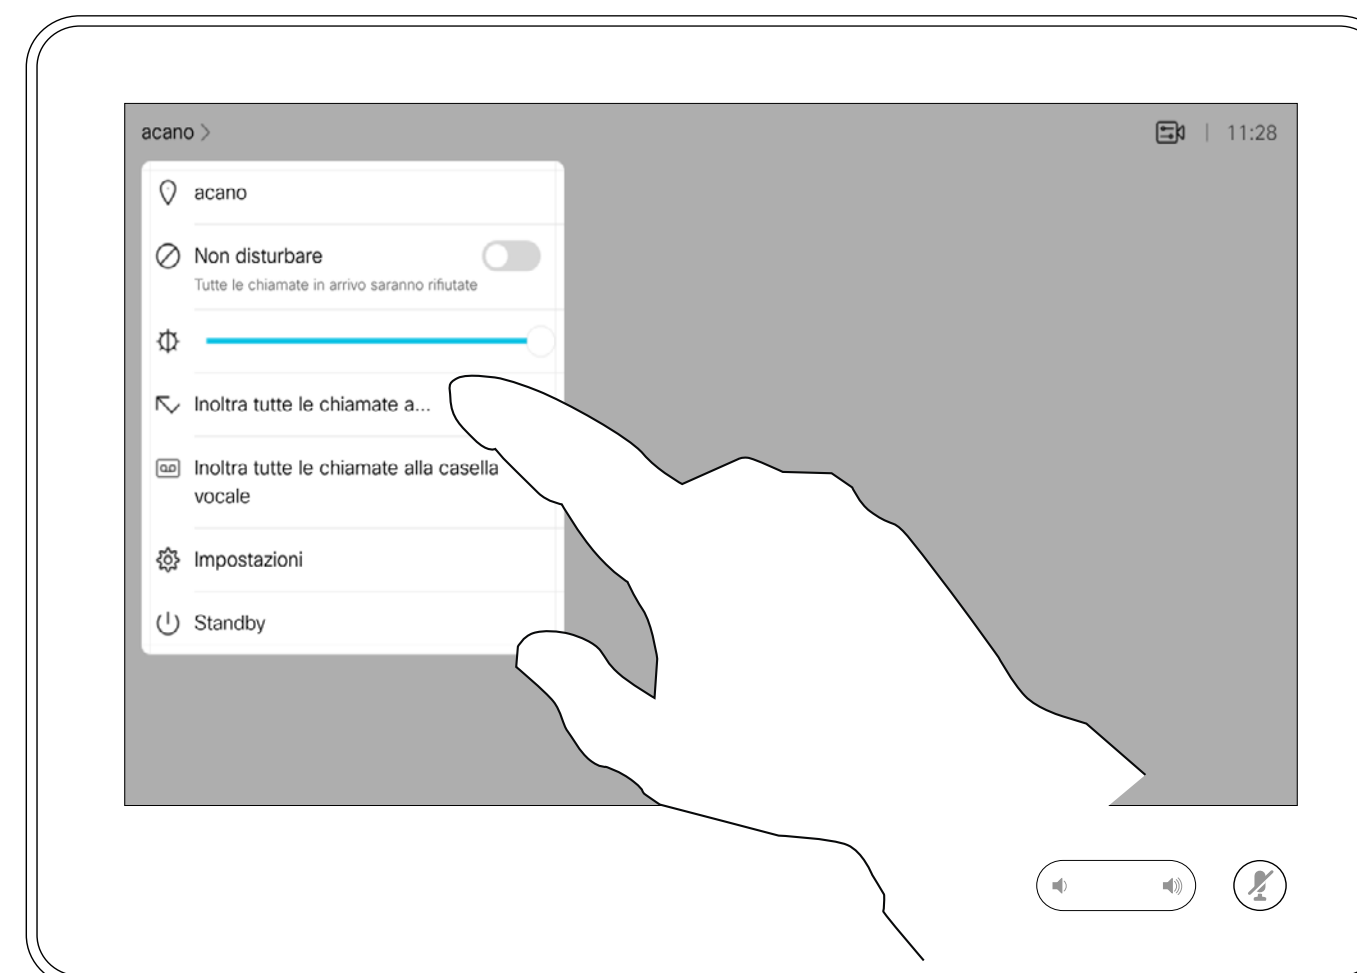 acano
11:28
acano
Non disturbare
Tutte le chiamate in arrivo saranno rifiutate
Inoltra tutte le chiamate a...
Inoltra tutte le chiamate alla casella
vocale
Impostazioni
Standby